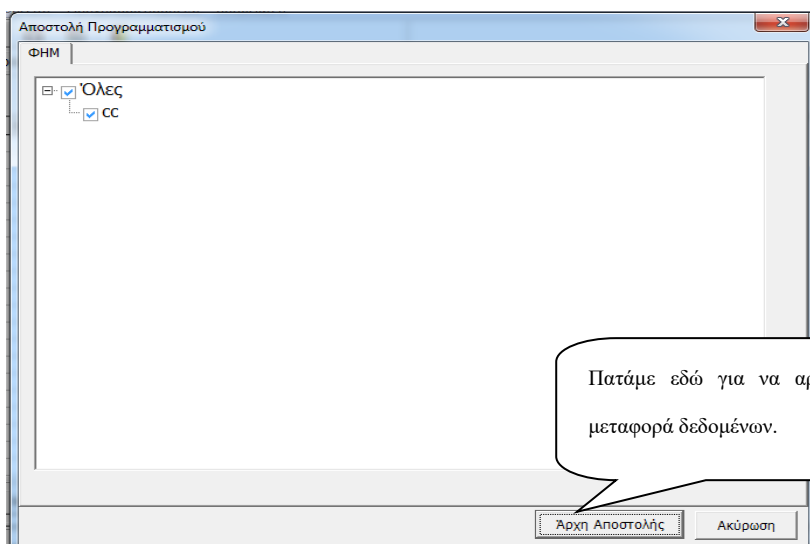 Αποστολή Προγραμματισμού
ΦΗΜ
Όλες
cc
Πατάμε εδώ για να
μεταφορά δεδομένων.
Άρχη Αποστολής
Ακύρωση